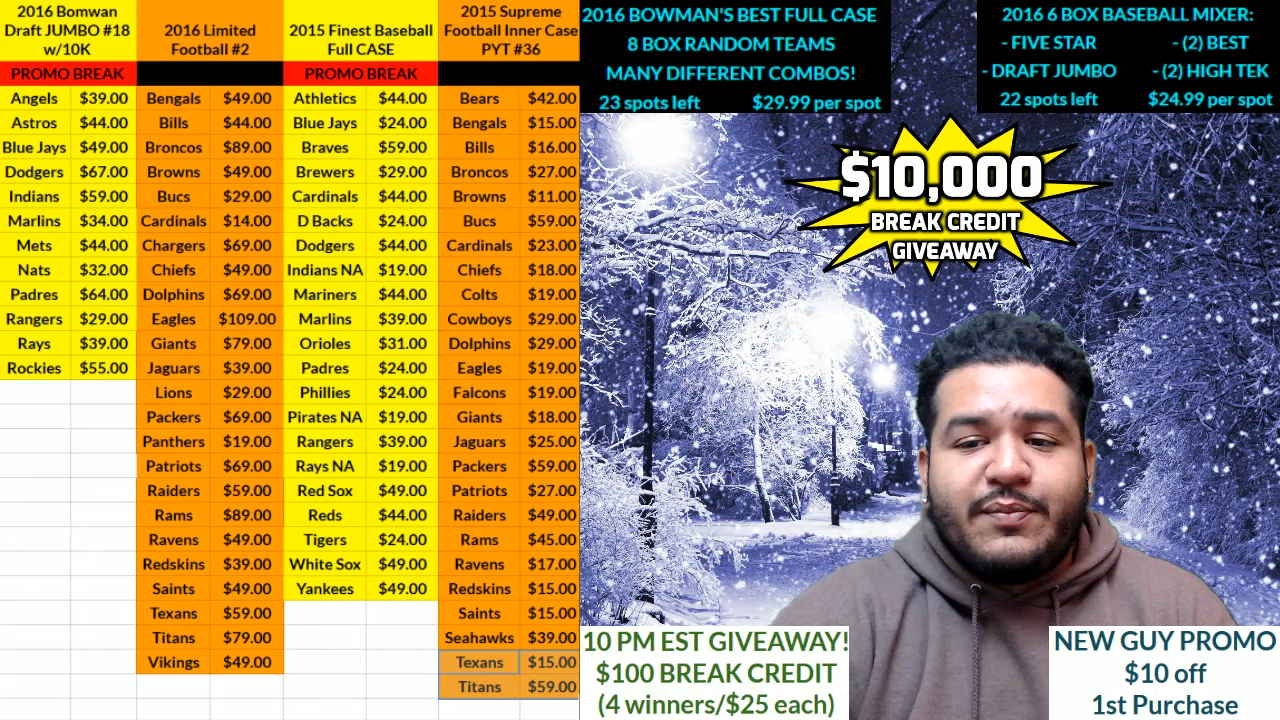 2016 Bomwan
Draft JUMBO #18
w/10K
PROMO BREAK
Angels $39.00
Astros $44.00
Blue Jays $49.00
Dodgers $67.00
Indians $59.00
Marlins $34.00
Mets $44.00
Nats $32.00
Padres $64.00
Rangers $29.00
Rays $39.00
Rockies $55.00
2016 Limited
Football #2
Bengals $49.00
Bills $44.00
Broncos $89.00
Browns $49.00
Bucs $29.00
Cardinals $14.00
Chargers $69.00
Chiefs $49.00
Dolphins $69.00
Eagles $109.00
Giants $79.00
Jaguars $39.00
Lions $29.00
Packers $69.00
Panthers $19.00
Patriots $69.00
Raiders $59.00
Rams $89.00
Ravens $49.00
Redskins $39.00
Saints $49.00
Texans $59.00
Titans $79.00
Vikings $49.00
2015 Finest Baseball
Full CASE
PROMO BREAK
Athletics $44.00
Blue Jays $24.00
Braves $59.00
Brewers $29.00
Cardinals $44.00
D Backs $24.00
Dodgers $44.00
Indians NA $19.00
Mariners $44.00
Marlins $39.00
Orioles $31.00
Padres $24.00
Phillies $24.00
Pirates NA $19.00
Rangers $39.00
Rays NA $19.00
Red Sox $49.00
Reds $44.00
Tigers $24.00
White Sox $49.00
Yankees $49.00
2015 Supreme
Football Inner Case
PYT #36
Bears $42.00
Bengals $15.00
Bills $16.00
Broncos $27.00
Browns $11.00
Bucs $59.00
Cardinals $23.00
Chiefs $18.00
Colts $19.00
Cowboys $29.00
Dolphins $29.00
Eagles $19.00
Falcons $19.00
Giants $18.00
Jaguars $25.00
Packers $59.00
Patriots $27.00
Raiders $49.00
Rams $45.00
Ravens $17.00
Redskins $15.00
Saints $15.00
Seahawks $39.00
Texans $15.00
Titans $59.00
2016 BOWMAN'S BEST FULL CASE
8 BOX RANDOM TEAMS
MANY DIFFERENT COMBOS!
23 spots left $29.99 per spot
2016 6 BOX BASEBALL MIXER:
- FIVE STAR - (2) BEST
- DRAFT JUMBO - (2) HIGH TEK
22 spots left $24.99 per spot
$10,000
BREAK CREDIT
GIVEAWAY
10 PM EST GIVEAWAY!
$100 BREAK CREDIT
(4 winners/$25 each)
NEW GUY PROMO
$10 off
1st Purchase